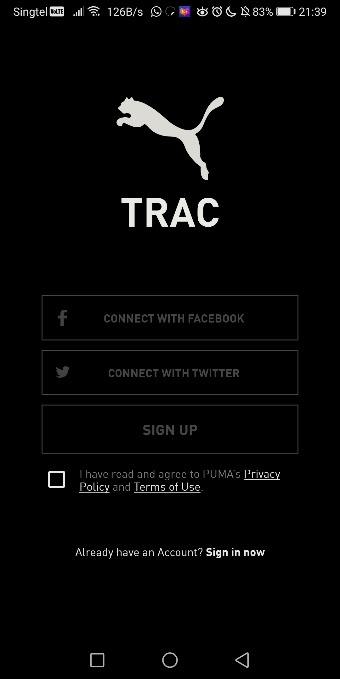 Singtel VoLTE 126B/s 83% 21:39
TRAC
CONNECT WITH FACEBOOK
CONNECT WITH TWITTER
SIGN UP
I have read and agree to PUMA's Privacy
Policy and Terms of Use.
Already have an Account? Sign in now